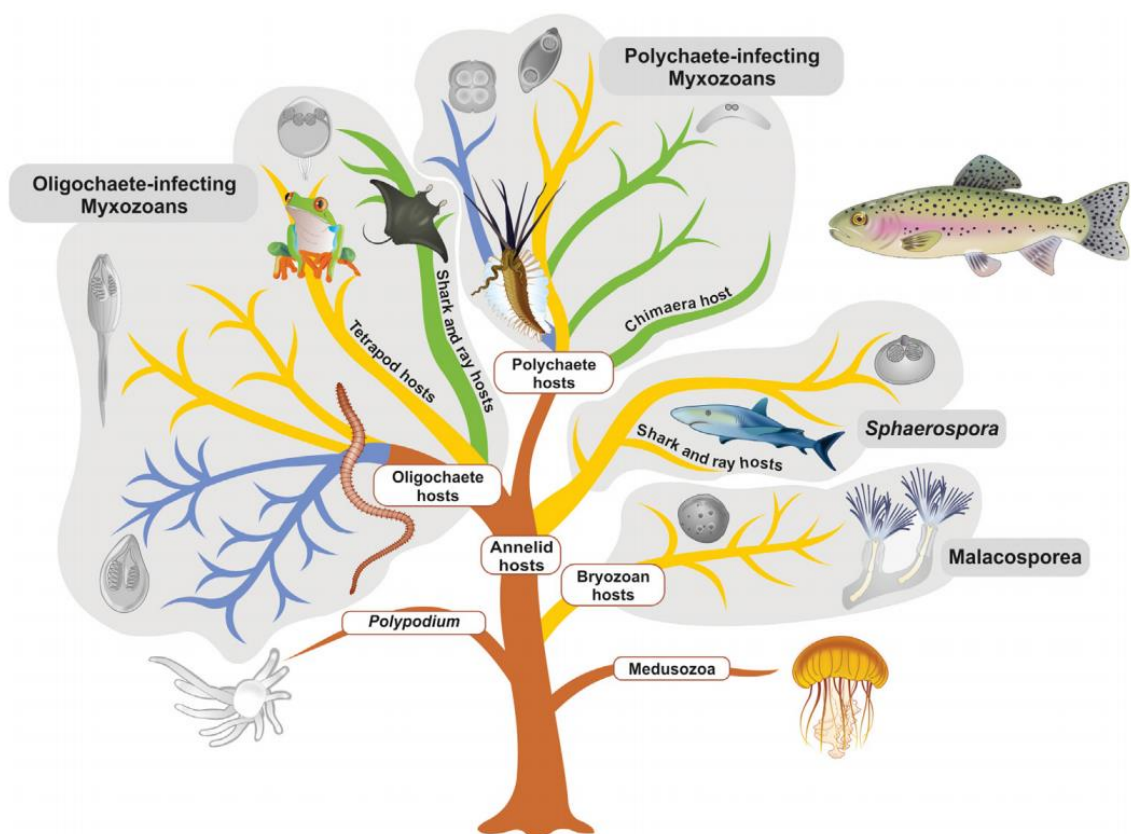 Polychaete-infecting
Myxozoans
Oligochaete-infecting
Myxozoans
Tetrapod hosts
Shark and ray hosts
Chimaera host
Polychaete
hosts
Sphaerospora
Shark and ray hosts
Oligochaete
hosts
Annelid
hosts
Bryozoan
hosts
Malacosporea
Polypodium
Medusozoa